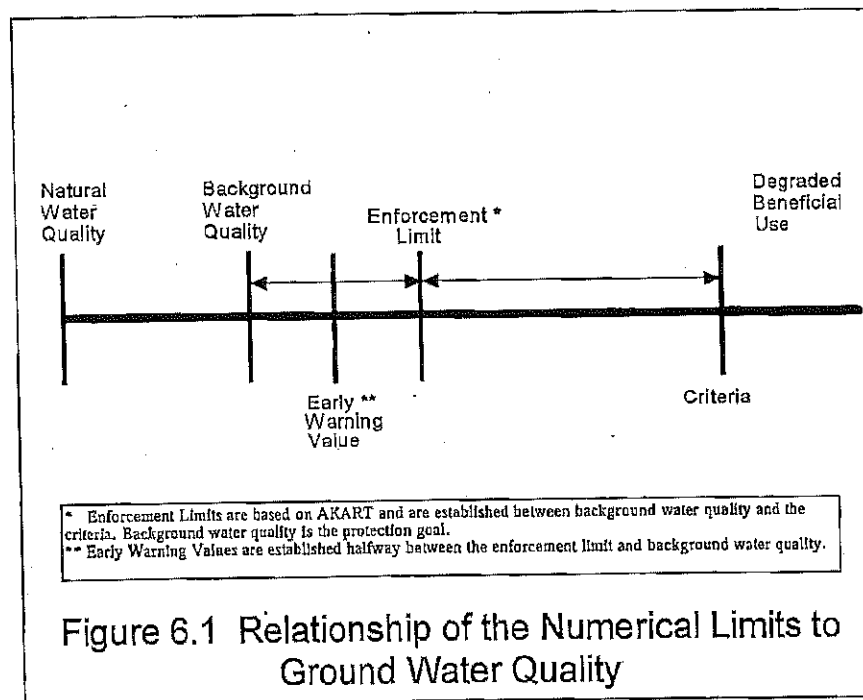 Natural
Water
Quality
Background
Water
Quality
Enforcement *
Limit
Degraded
Beneficial
Use
Early **
Warning
Value
Criteria
* Enforcement Limits are based on AKART and are established between background water quality and the
criteria. Background water quality is the protection goal.
** Early Warning Values are established halfway between the enforcement limit and background water quality.
Figure 6.1 Relationship of the Numerical Limits to
Ground Water Quality